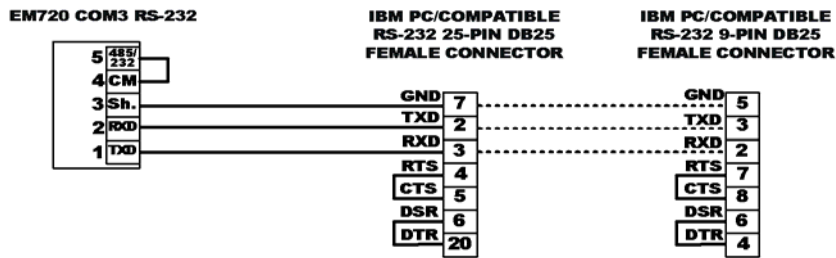 EM720 COM3 RS-232
IBM PC/COMPATIBLE
RS-232 25-PIN DB25
FEMALE CONNECTOR
IBM PC/COMPATIBLE
RS-232 9-PIN DB25
FEMALE CONNECTOR
5 485/232
4 CM
3 Sh.
2 RXD
1 TXD
GND 7
TXD 2
RXD 3
RTS 4
CTS 5
DSR 6
DTR 20
GND 5
TXD 3
RXD 2
RTS 7
CTS 8
DSR 6
DTR 4